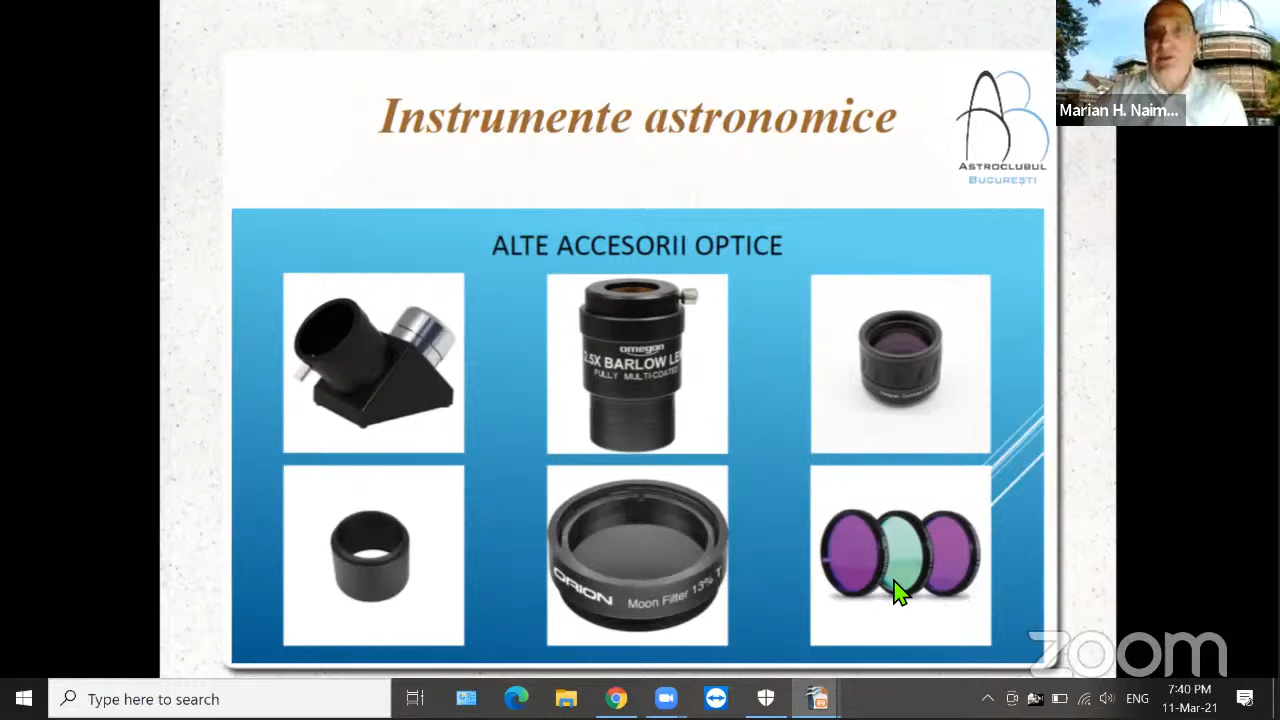 Instrumente astronomice
ASTROCLUBUL
BUCUREȘTI
Marian H. Naim...
ALTE ACCESORII OPTICE
omegon
2.5X BARLOW LE
FULLY MULTI-COATED
ORION
Moon Filter 13% T
zoom
Type here to search
ENG
7:40 PM
11-Mar-21